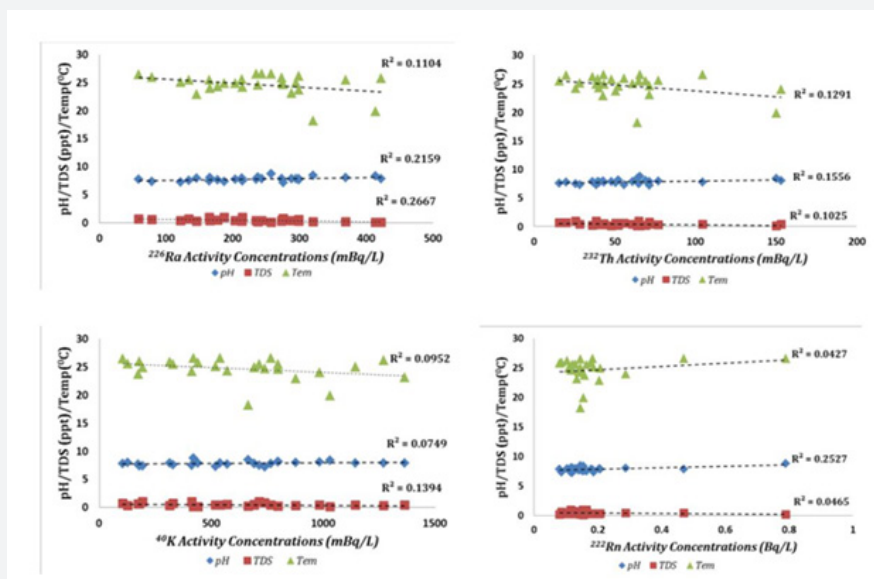 pH/TDS (ppt)/Temp(⁰C)
30
25
20
15
10
5
0
R² = 0.1104
R² = 0.2159
R² = 0.2667
0 100 200 300 400 500
²²⁶Ra Activity Concentrations (mBq/L)
pH TDS Tem
pH/TDS (ppt)/Temp(⁰C)
30
25
20
15
10
5
0
R² = 0.1291
R² = 0.1556
R² = 0.1025
0 50 100 150 200
²³²Th Activity Concentrations (mBq/L)
pH TDS Tem
pH/TDS (ppt)/Temp(⁰C)
30
25
20
15
10
5
0
R² = 0.0952
R² = 0.0749
R² = 0.1394
0 500 1000 1500
⁴⁰K Activity Concentrations (mBq/L)
pH TDS Tem
pH/TDS (ppt)/Temp(⁰C)
30
25
20
15
10
5
0
R² = 0.0427
R² = 0.2527
R² = 0.0465
0 0.2 0.4 0.6 0.8 1
²²²Rn Activity Concentrations (Bq/L)
pH TDS Tem